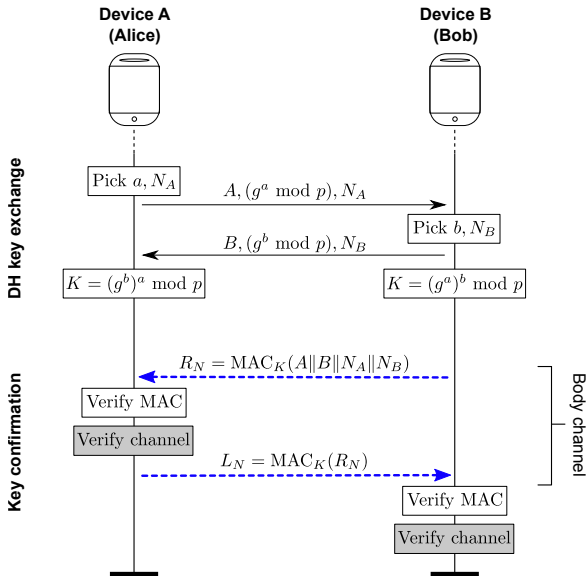 Device A
(Alice)
Device B
(Bob)
DH key exchange
Pick a, N_A
A, (g^a mod p), N_A
Pick b, N_B
B, (g^b mod p), N_B
K = (g^b)^a mod p
K = (g^a)^b mod p
Key confirmation
R_N = MAC_K(A∥B∥N_A∥N_B)
Body channel
Verify MAC
Verify channel
L_N = MAC_K(R_N)
Verify MAC
Verify channel